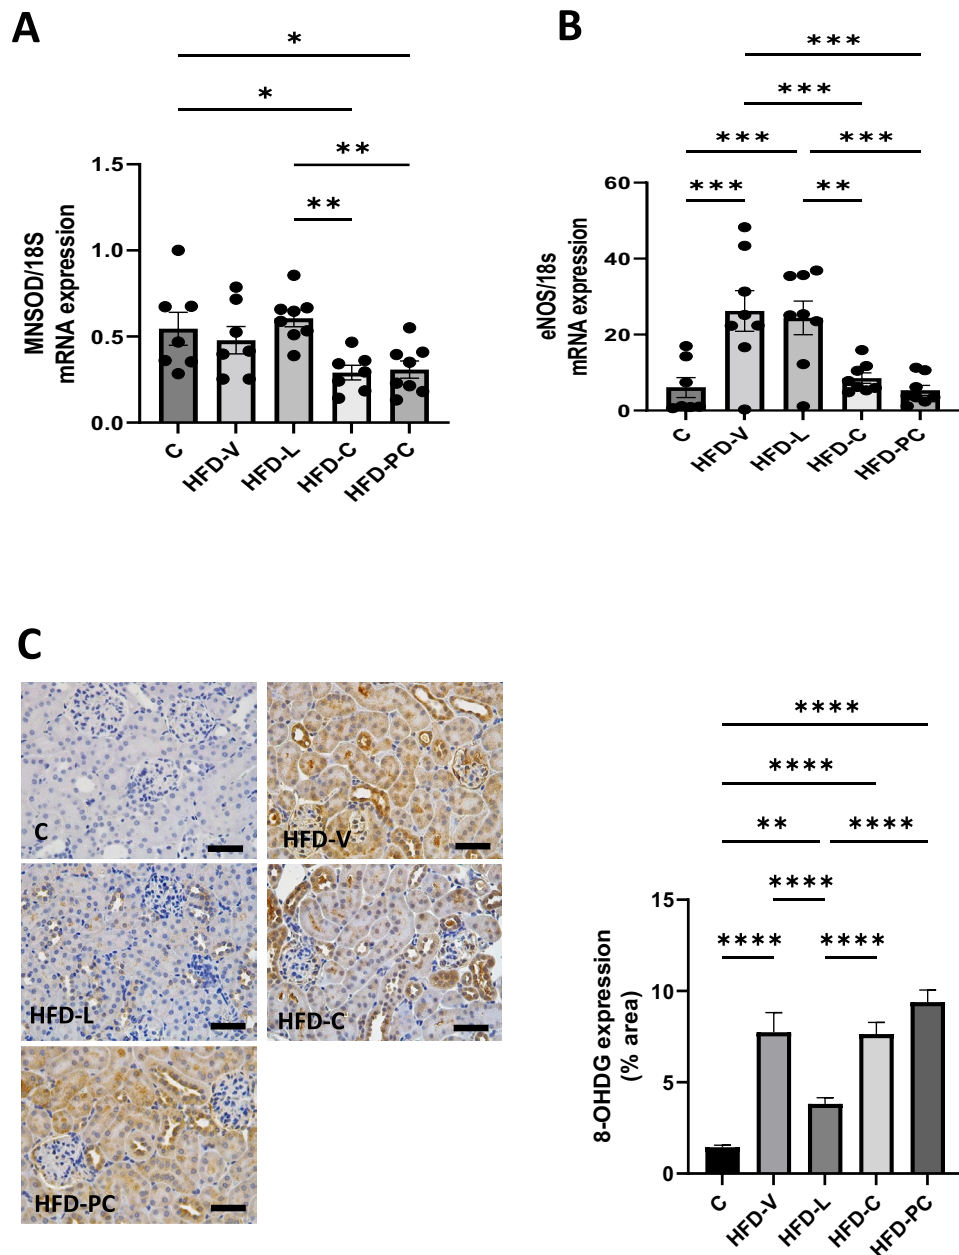 A
*
*
**
**
1.5
1.0
0.5
0.0
MNSOD/18S
mRNA expression
C
HFD-V
HFD-L
HFD-C
HFD-PC
B
***
***
***
***
***
**
60
40
20
0
eNOS/18s
mRNA expression
C
HFD-V
HFD-L
HFD-C
HFD-PC
C
C
HFD-V
HFD-L
HFD-C
HFD-PC
****
****
**
****
****
****
****
15
10
5
0
8-OHDG expression
(% area)
C
HFD-V
HFD-L
HFD-C
HFD-PC